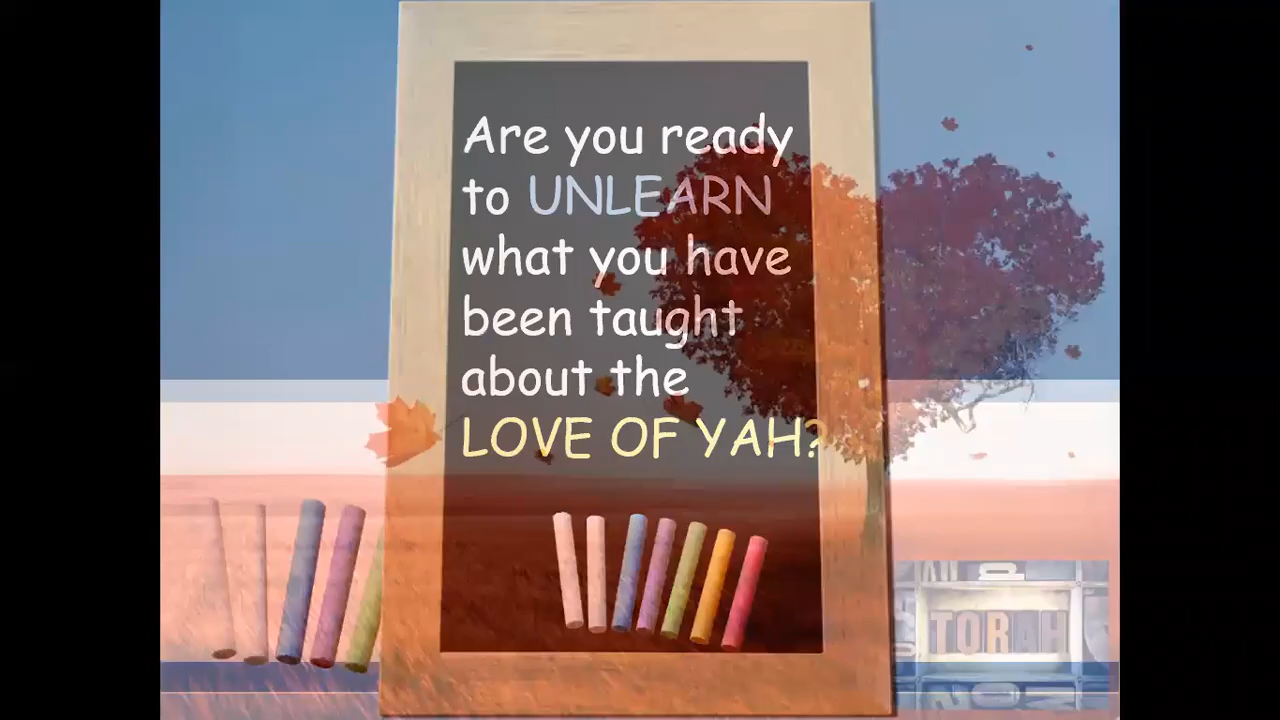 Are you ready
to UNLEARN
what you have
been taught
about the
LOVE OF YAH?
TORAH